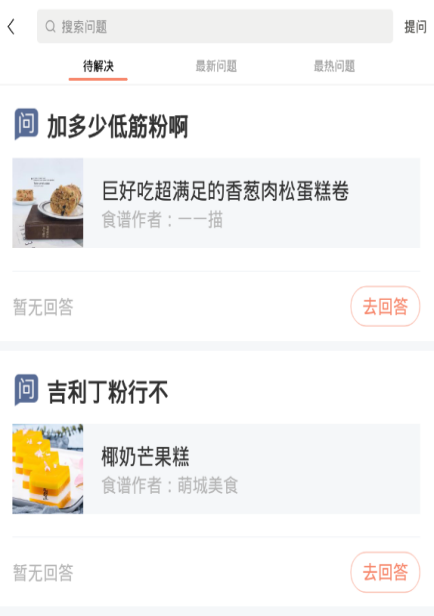 搜索问题
提问
待解决
最新问题
最热问题
问 加多少低筋粉啊
巨好吃超满足的香葱肉松蛋糕卷
食谱作者：一一描
暂无回答
去回答
问 吉利丁粉行不
椰奶芒果糕
食谱作者：萌城美食
暂无回答
去回答